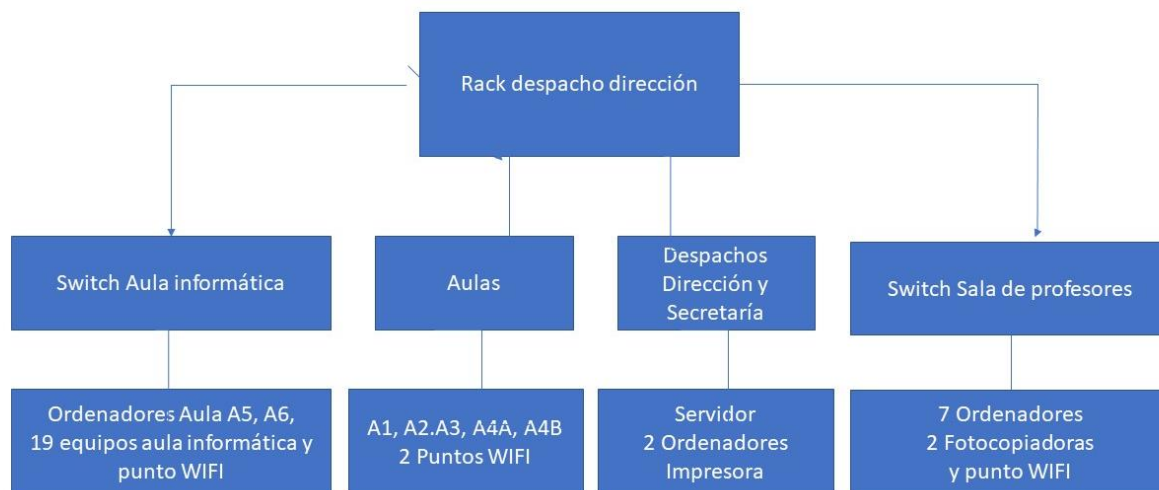 Rack despacho dirección
Switch Aula informática
Aulas
Despachos
Dirección y
Secretaría
Switch Sala de profesores
Ordenadores Aula A5, A6,
19 equipos aula informática y
punto WIFI
A1, A2.A3, A4A, A4B
2 Puntos WIFI
Servidor
2 Ordenadores
Impresora
7 Ordenadores
2 Fotocopiadoras
y punto WIFI